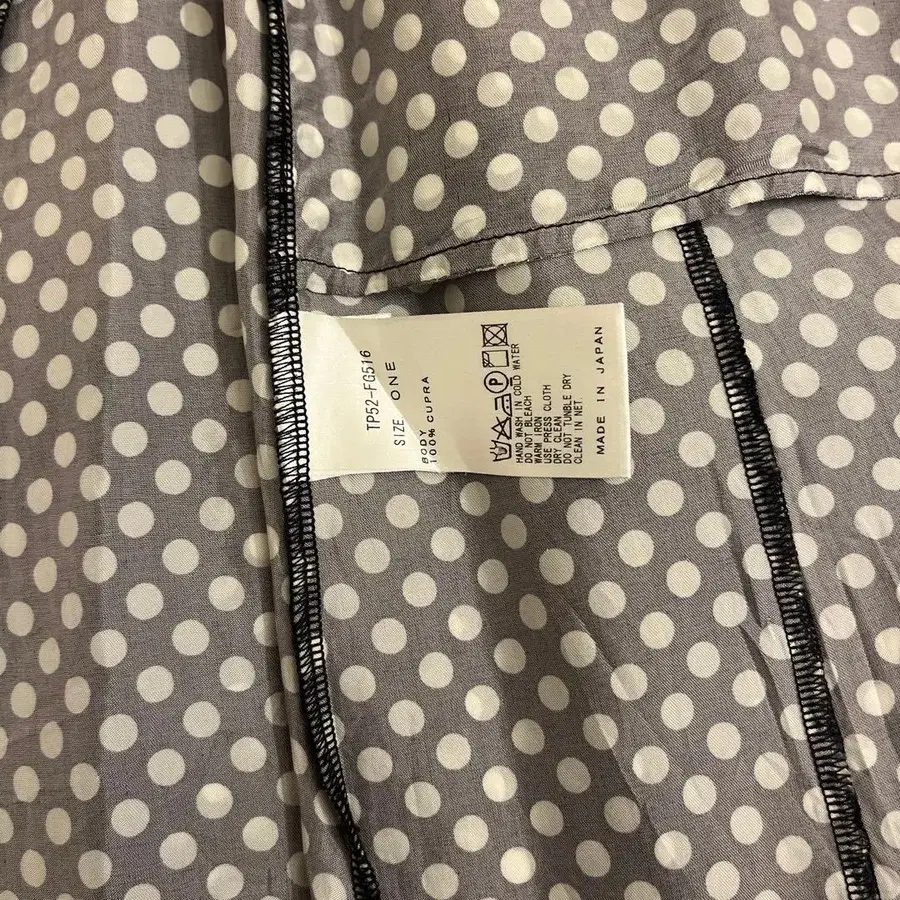 TP52-FG516
SIZE ONE
BODY
100% CUPRA
P
HAND WASH IN COLD WATER
DO NOT BLEACH
WARM IRON
USE PRESS CLOTH
DRY CLEAN
DO NOT TUMBLE DRY
CLEAN IN NET.
MADE IN JAPAN